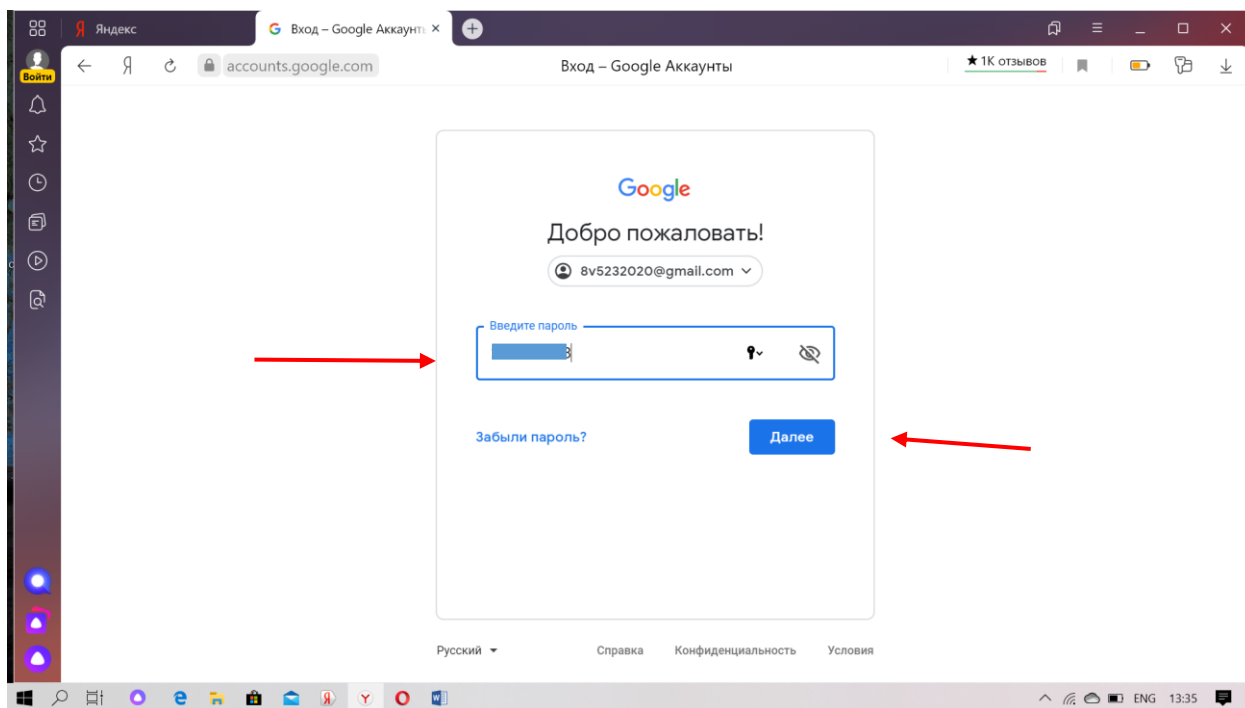 Яндекс
Вход – Google Аккаунт
Войти
Я
accounts.google.com
Вход – Google Аккаунты
★ 1К отзывов
Google
Добро пожаловать!
8v5232020@gmail.com
Введите пароль
Забыли пароль?
Далее
Русский
Справка
Конфиденциальность
Условия
ENG
13:35